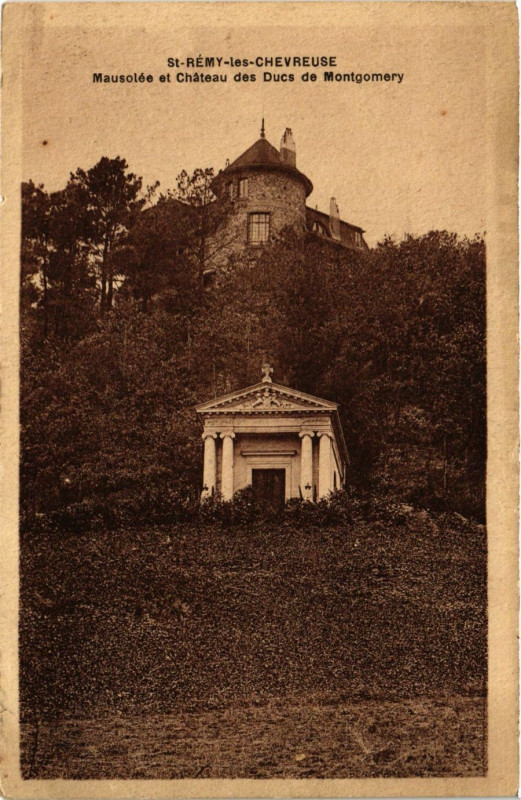 St-RÉMY-les-CHEVREUSE
Mausolée et Château des Ducs de Montgomery